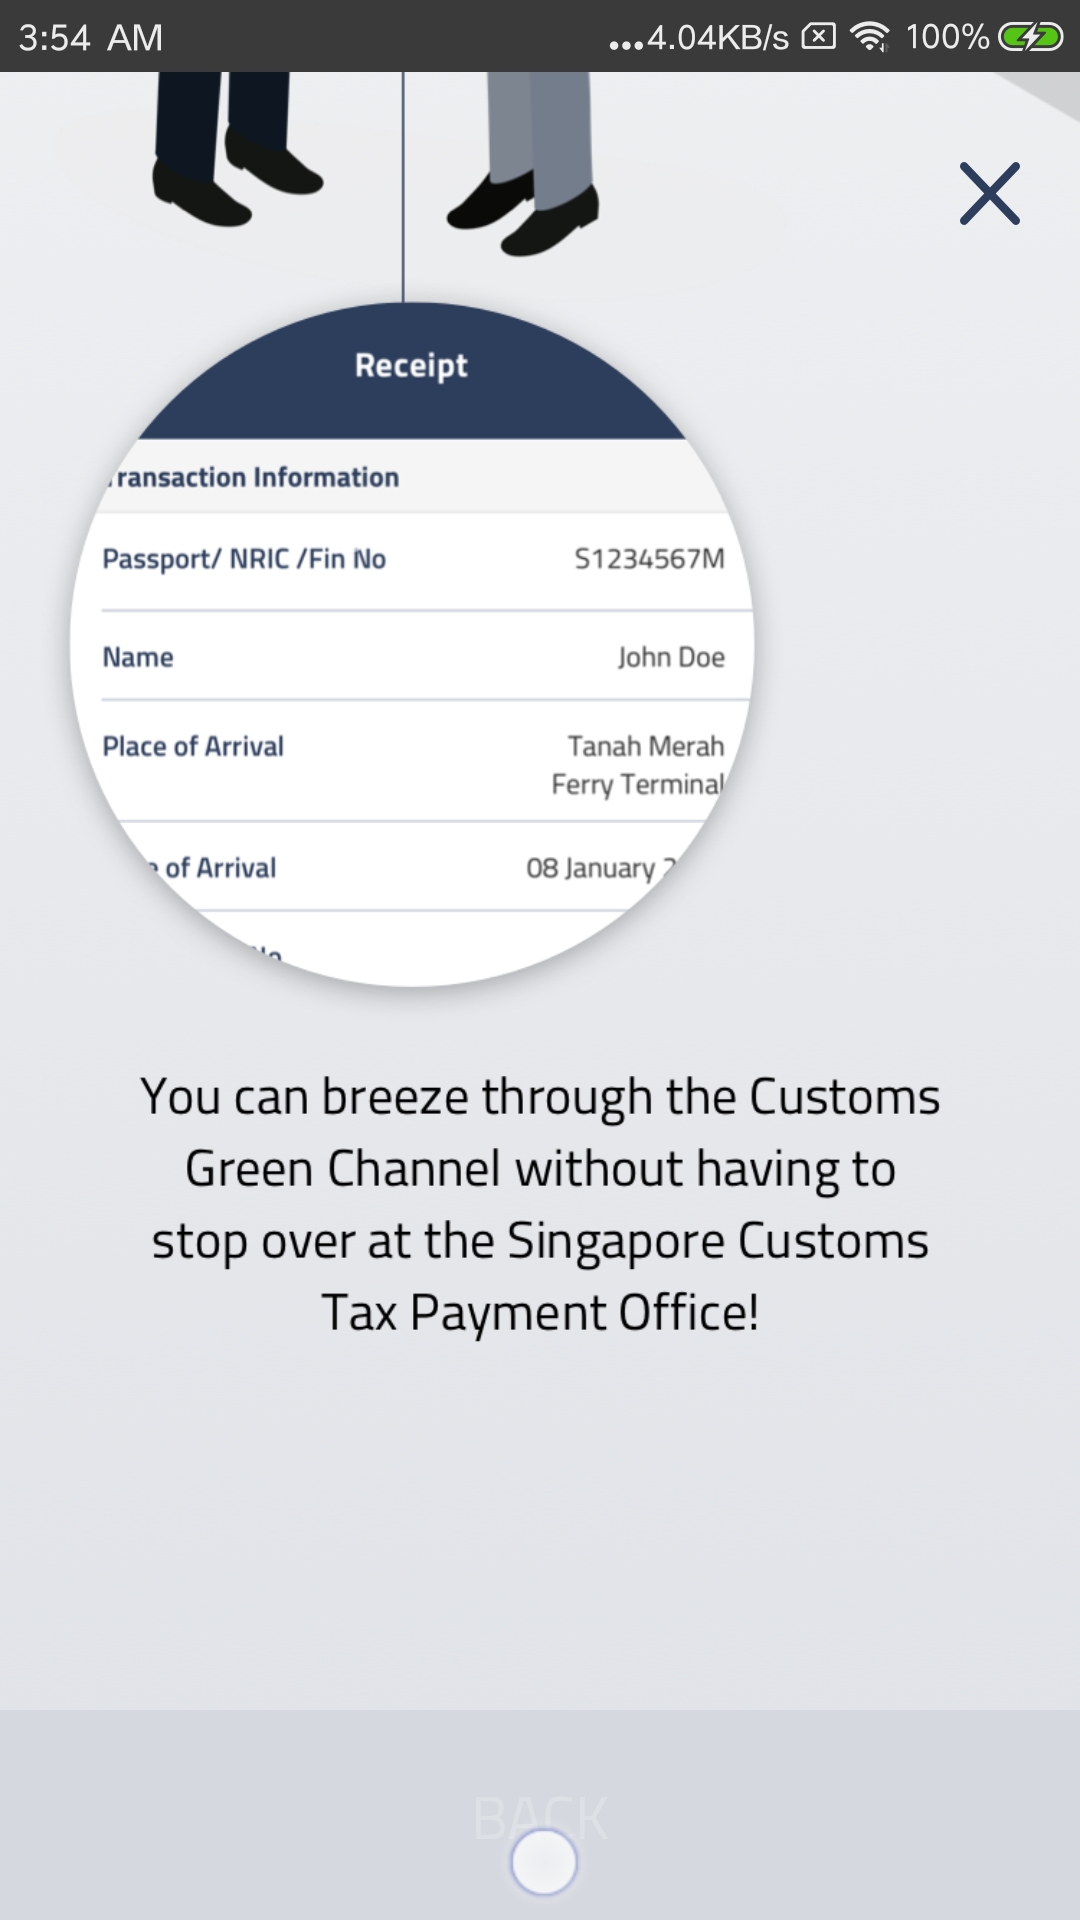 3:54 AM
...4.04KB/s
100%
Receipt
ransaction Information
Passport/ NRIC /Fin No
S1234567M
Name
John Doe
Place of Arrival
Tanah Merah
Ferry Terminal
of Arrival
08 January
You can breeze through the Customs
Green Channel without having to
stop over at the Singapore Customs
Tax Payment Office!
BACK